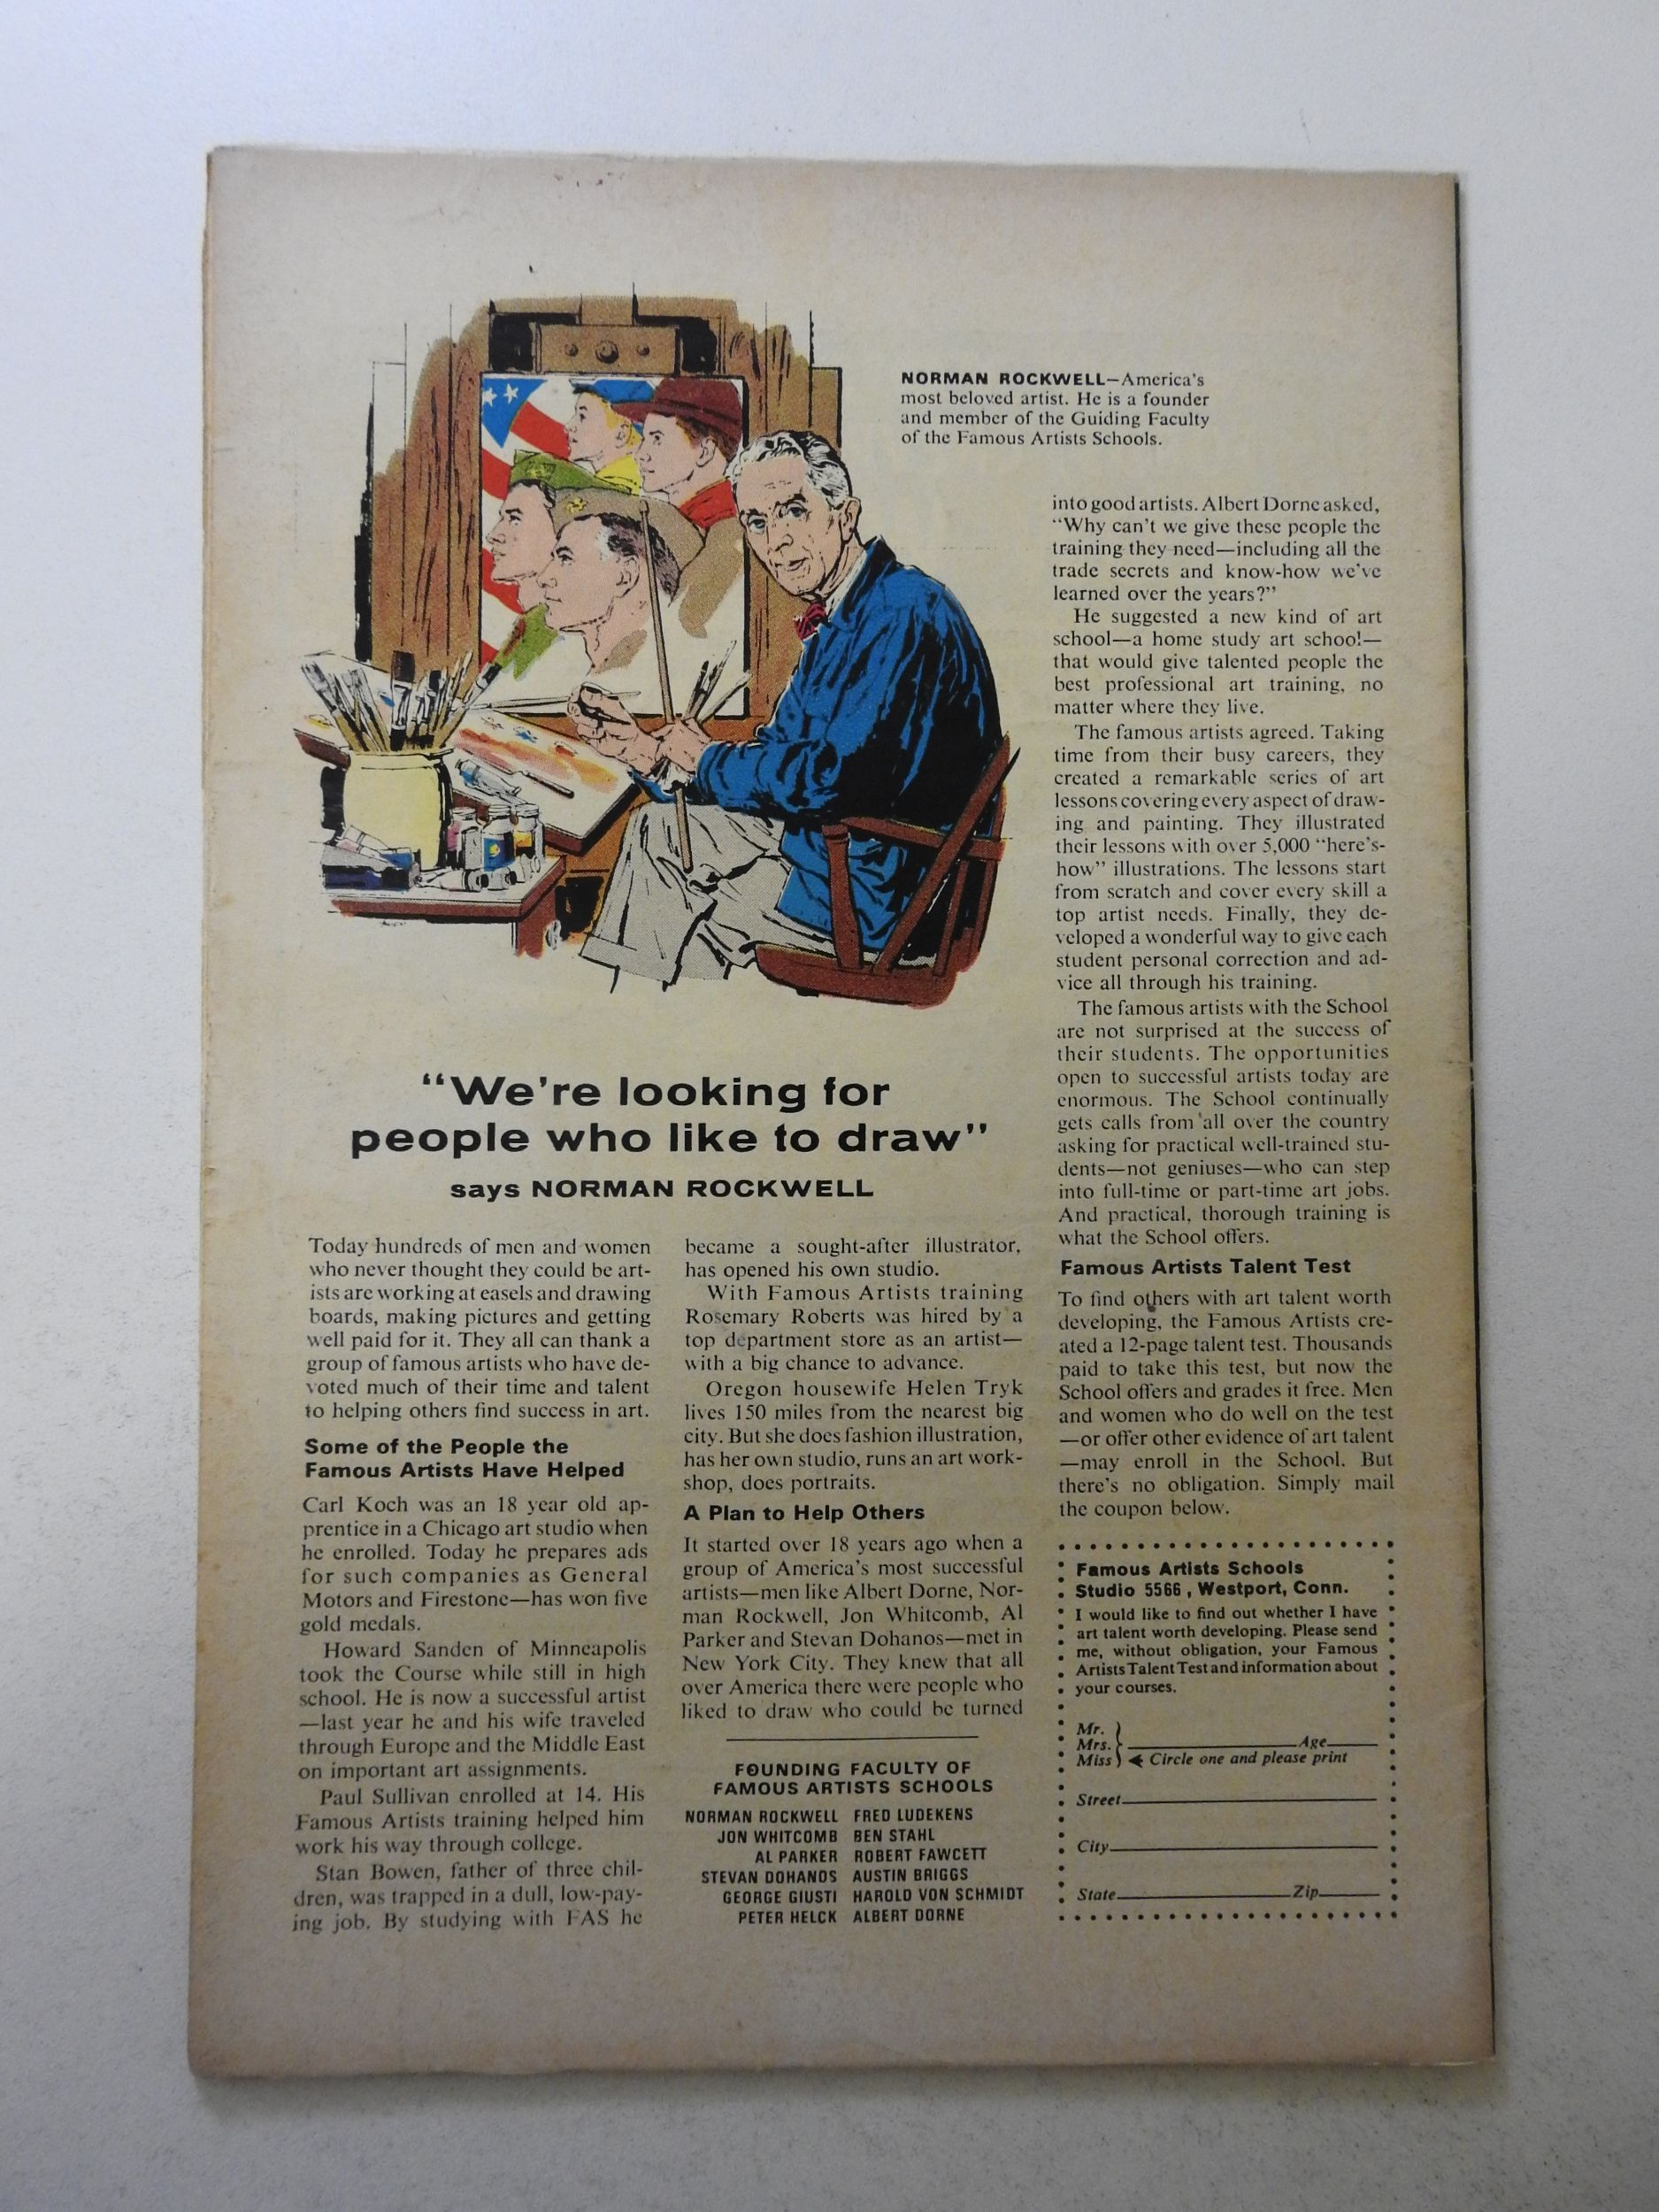 NORMAN ROCKWELL—America's
most beloved artist. He is a founder
and member of the Guiding Faculty
of the Famous Artists Schools.
"We're looking for
people who like to draw"
says NORMAN ROCKWELL
Today hundreds of men and women
who never thought they could be art-
ists are working at easels and drawing
boards, making pictures and getting
well paid for it. They all can thank a
group of famous artists who have de-
voted much of their time and talent
to helping others find success in art.
Some of the People the
Famous Artists Have Helped
Carl Koch was an 18 year old ap-
prentice in a Chicago art studio when
he enrolled. Today he prepares ads
for such companies as General
Motors and Firestone—has won five
gold medals.
Howard Sanden of Minneapolis
took the Course while still in high
school. He is now a successful artist
—last year he and his wife traveled
through Europe and the Middle East
on important art assignments.
Paul Sullivan enrolled at 14. His
Famous Artists training helped him
work his way through college.
Stan Bowen, father of three chil-
dren, was trapped in a dull, low-pay-
ing job. By studying with FAS he
became a sought-after illustrator,
has opened his own studio.
With Famous Artists training
Rosemary Roberts was hired by a
top department store as an artist—
with a big chance to advance.
Oregon housewife Helen Tryk
lives 150 miles from the nearest big
city. But she does fashion illustration,
has her own studio, runs an art work-
shop, does portraits.
A Plan to Help Others
It started over 18 years ago when a
group of America's most successful
artists—men like Albert Dorne, Nor-
man Rockwell, Jon Whitcomb, Al
Parker and Stevan Dohanos—met in
New York City. They knew that all
over America there were people who
liked to draw who could be turned
FOUNDING FACULTY OF
FAMOUS ARTISTS SCHOOLS
NORMAN ROCKWELL FRED LUDEKENS
JON WHITCOMB BEN STAHL
AL PARKER ROBERT FAWCETT
STEVAN DOHANOS AUSTIN BRIGGS
GEORGE GIUSTI HAROLD VON SCHMIDT
PETER HELCK ALBERT DORNE
into good artists. Albert Dorne asked,
"Why can't we give these people the
training they need—including all the
trade secrets and know-how we've
learned over the years?"
He suggested a new kind of art
school—a home study art school—
that would give talented people the
best professional art training, no
matter where they live.
The famous artists agreed. Taking
time from their busy careers, they
created a remarkable series of art
lessons covering every aspect of draw-
ing and painting. They illustrated
their lessons with over 5,000 "here's-
how" illustrations. The lessons start
from scratch and cover every skill a
top artist needs. Finally, they de-
veloped a wonderful way to give each
student personal correction and ad-
vice all through his training.
The famous artists with the School
are not surprised at the success of
their students. The opportunities
open to successful artists today are
enormous. The School continually
gets calls from all over the country
asking for practical well-trained stu-
dents—not geniuses—who can step
into full-time or part-time art jobs.
And practical, thorough training is
what the School offers.
Famous Artists Talent Test
To find others with art talent worth
developing, the Famous Artists cre-
ated a 12-page talent test. Thousands
paid to take this test, but now the
School offers and grades it free. Men
and women who do well on the test
—or offer other evidence of art talent
—may enroll in the School. But
there's no obligation. Simply mail
the coupon below.
Famous Artists Schools
Studio 5566, Westport, Conn.
I would like to find out whether I have
art talent worth developing. Please send
me, without obligation, your Famous
Artists Talent Test and information about
your courses.
Mr.
Mrs. Age
Miss Circle one and please print
Street
City
State Zip